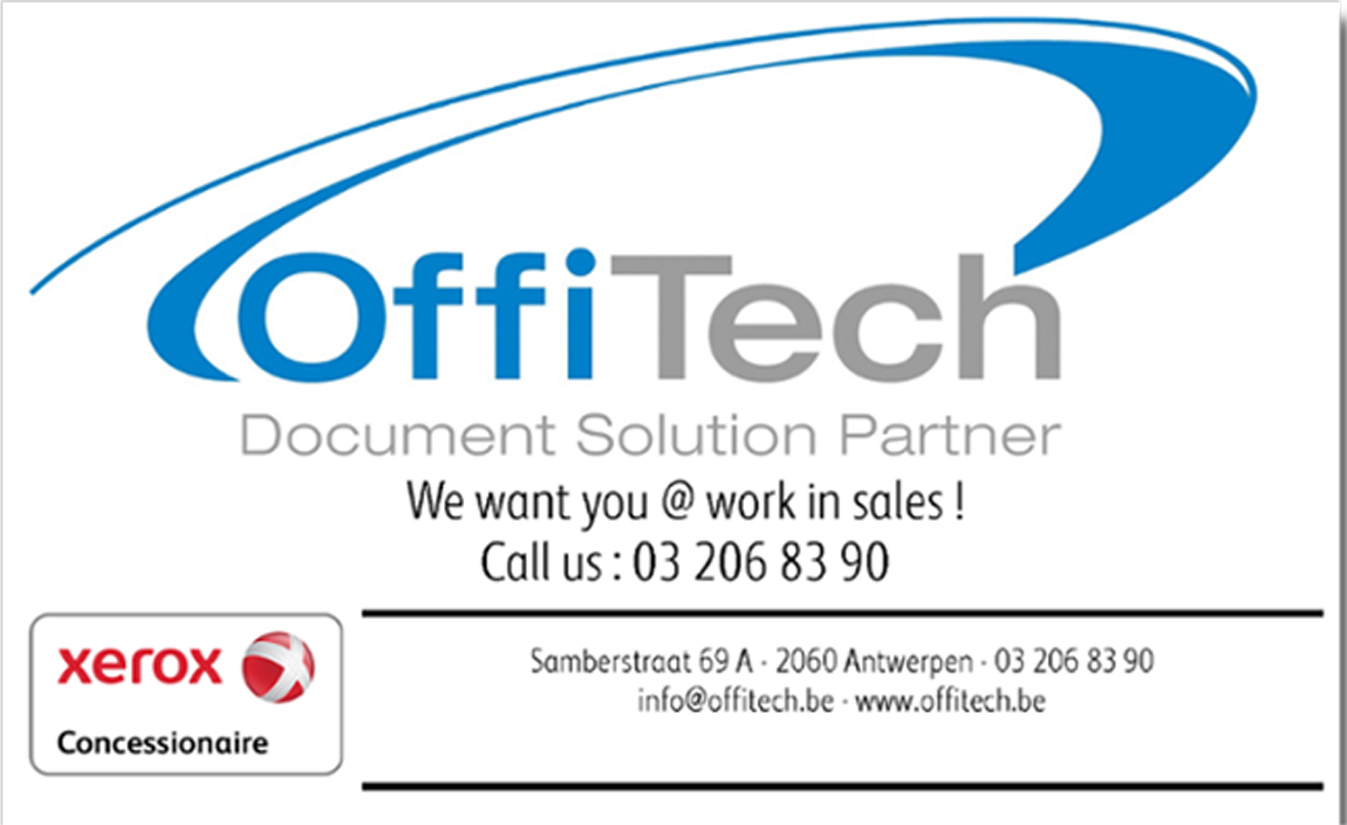 OffiTech
Document Solution Partner
We want you @ work in sales !
Call us : 03 206 83 90
xerox
Concessionaire
Samberstraat 69 A - 2060 Antwerpen - 03 206 83 90
info@offitech.be - www.offitech.be